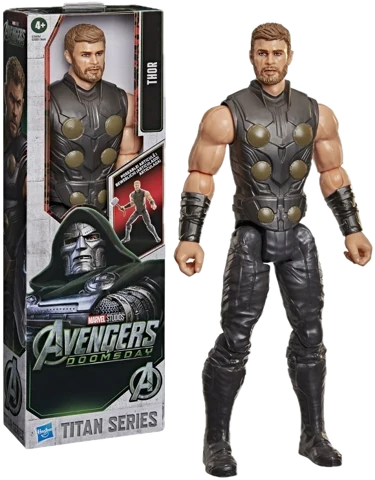 4+
THOR
MARVEL STUDIOS
AVENGERS
DOOMSDAY
Hasbro
TITAN SERIES